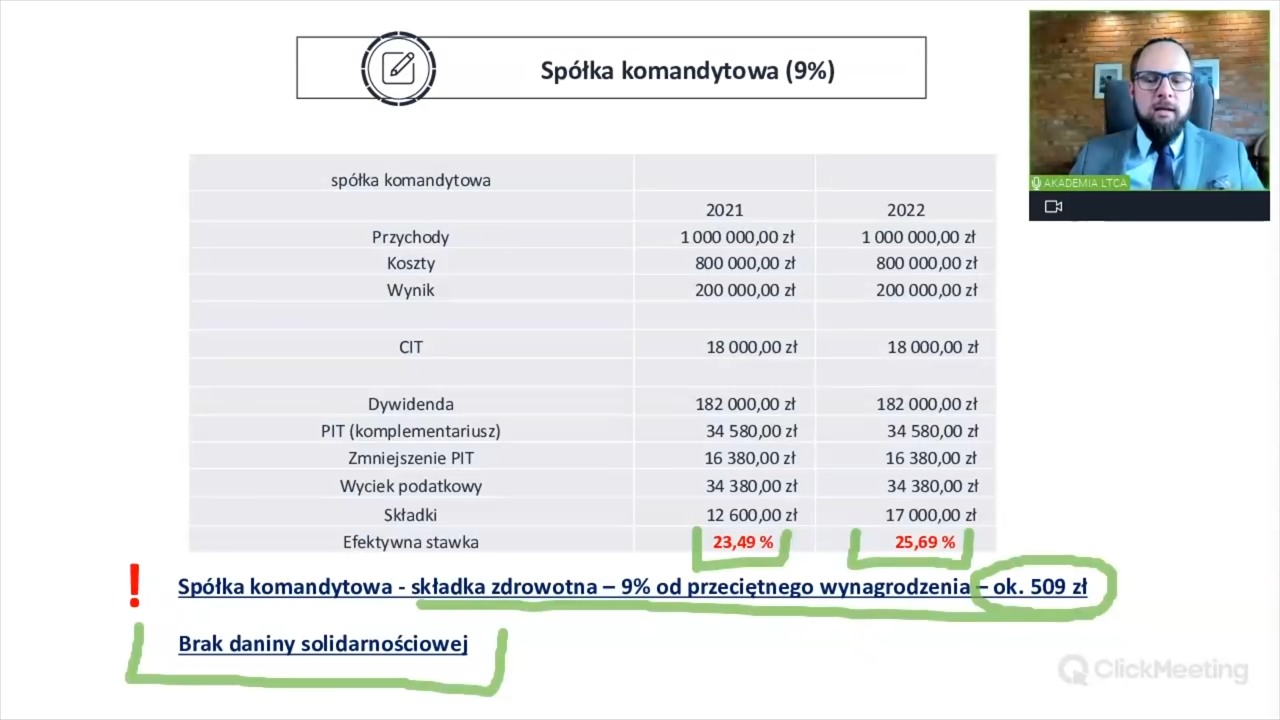 Spółka komandytowa (9%)
AKADEMIA LTCA
spółka komandytowa
2021 2022
Przychody 1 000 000,00 zł 1 000 000,00 zł
Koszty 800 000,00 zł 800 000,00 zł
Wynik 200 000,00 zł 200 000,00 zł
CIT 18 000,00 zł 18 000,00 zł
Dywidenda 182 000,00 zł 182 000,00 zł
PIT (komplementariusz) 34 580,00 zł 34 580,00 zł
Zmniejszenie PIT 16 380,00 zł 16 380,00 zł
Wyciek podatkowy 34 380,00 zł 34 380,00 zł
Składki 12 600,00 zł 17 000,00 zł
Efektywna stawka 23,49 % 25,69 %
! Spółka komandytowa - składka zdrowotna – 9% od przeciętnego wynagrodzenia – ok. 509 zł
Brak daniny solidarnościowej
ClickMeeting